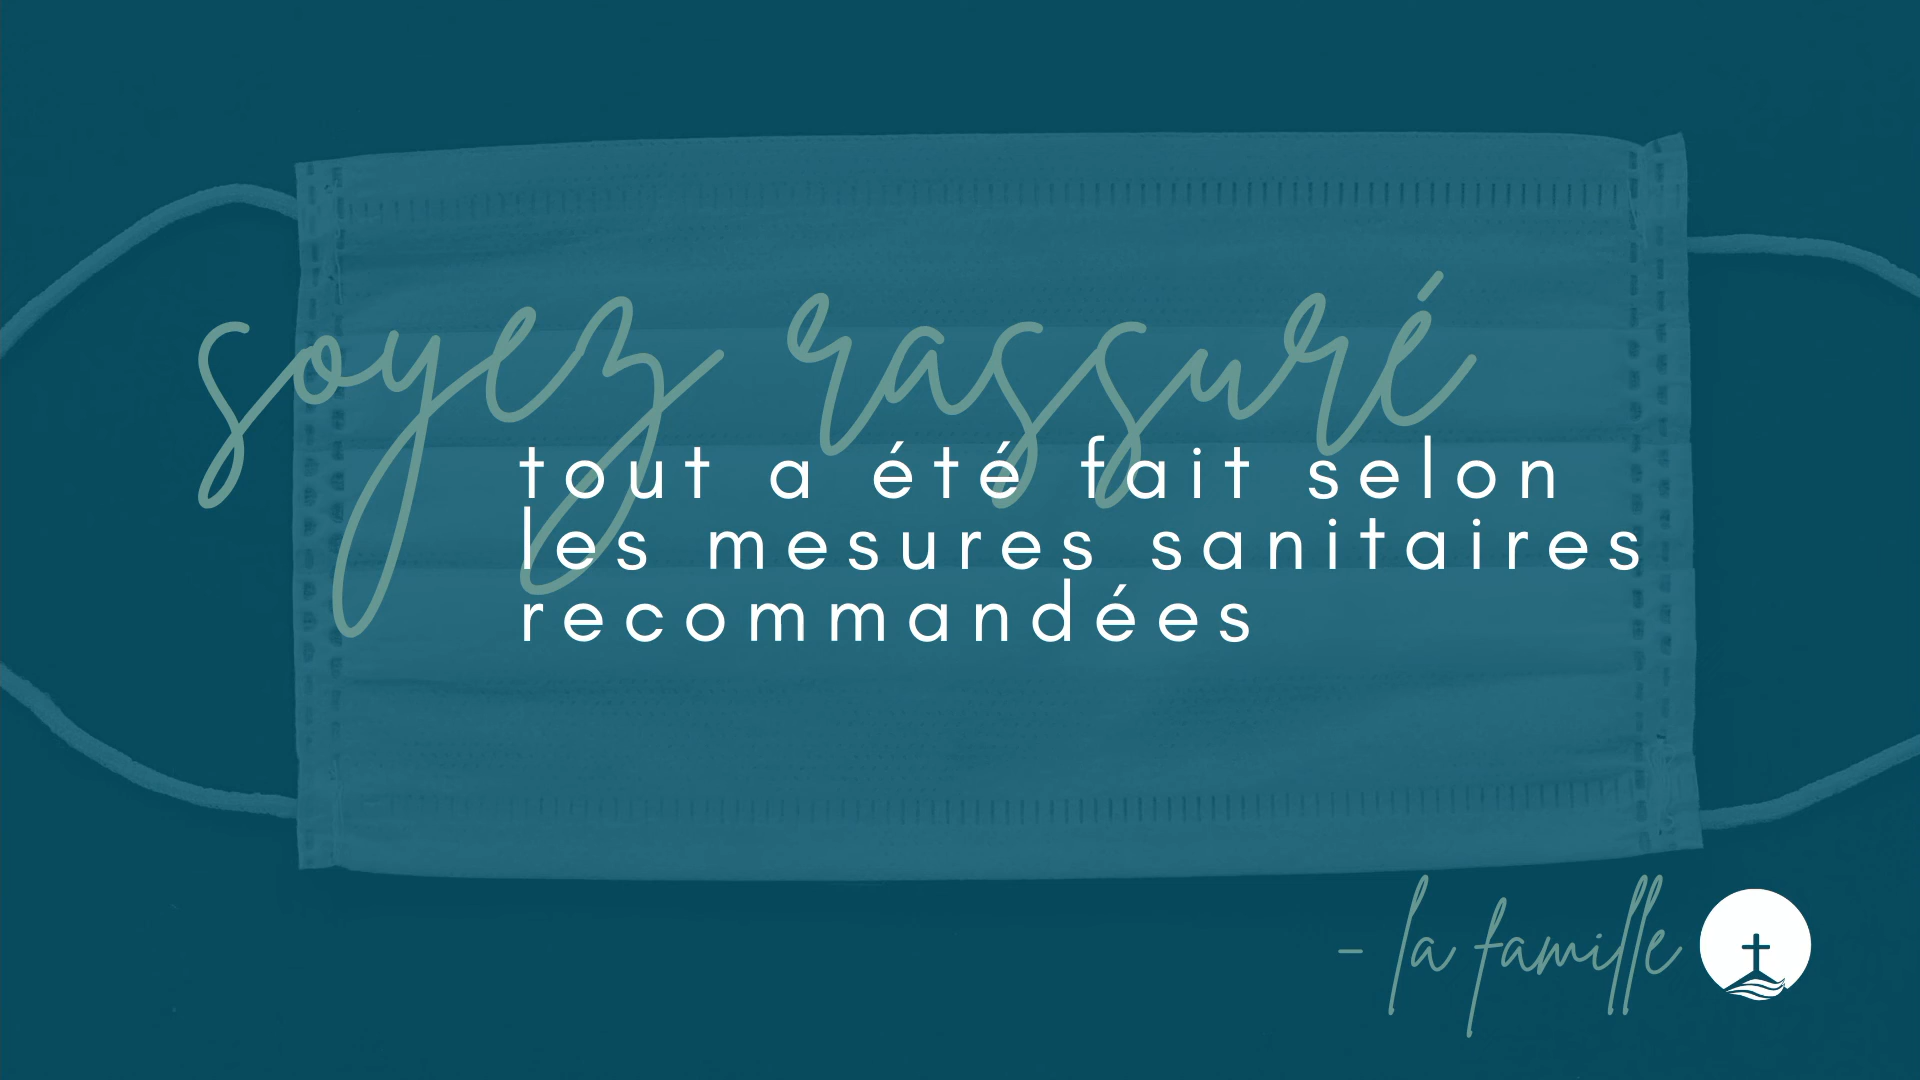 soyez rassuré
tout a été fait selon
les mesures sanitaires
recommandées
- la famille